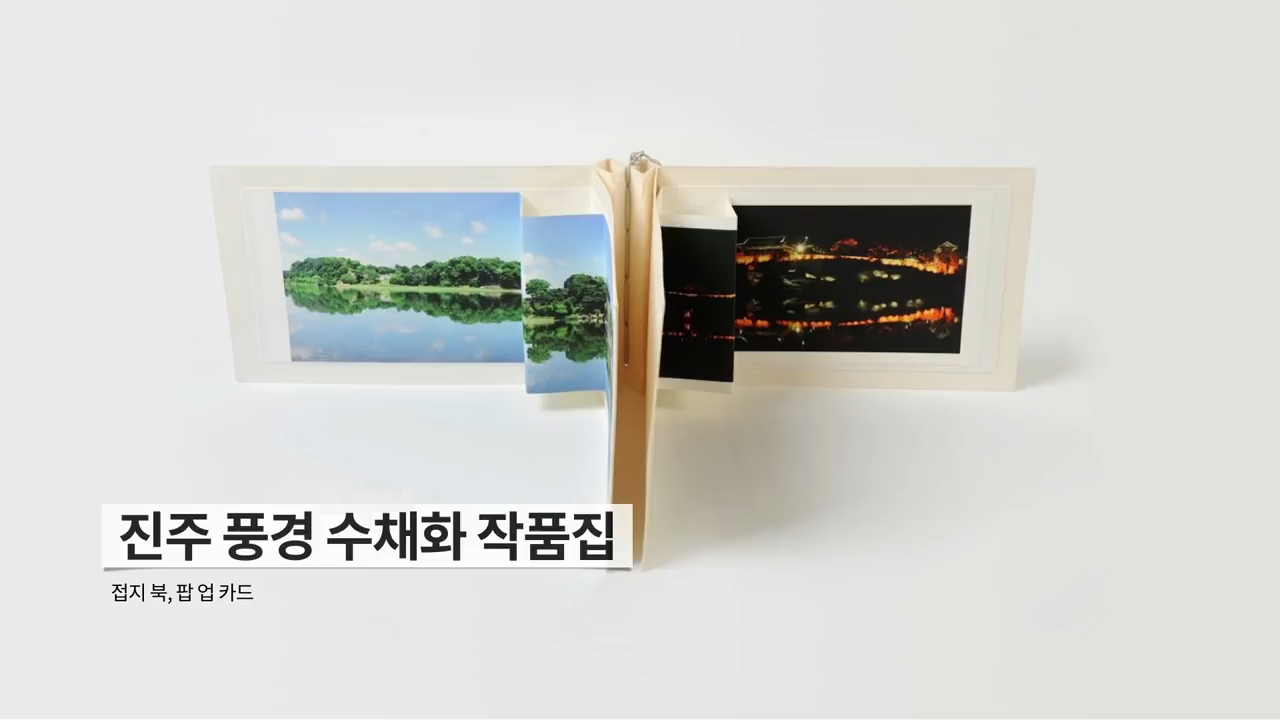 진주 풍경 수채화 작품집
접지 북, 팝 업 카드